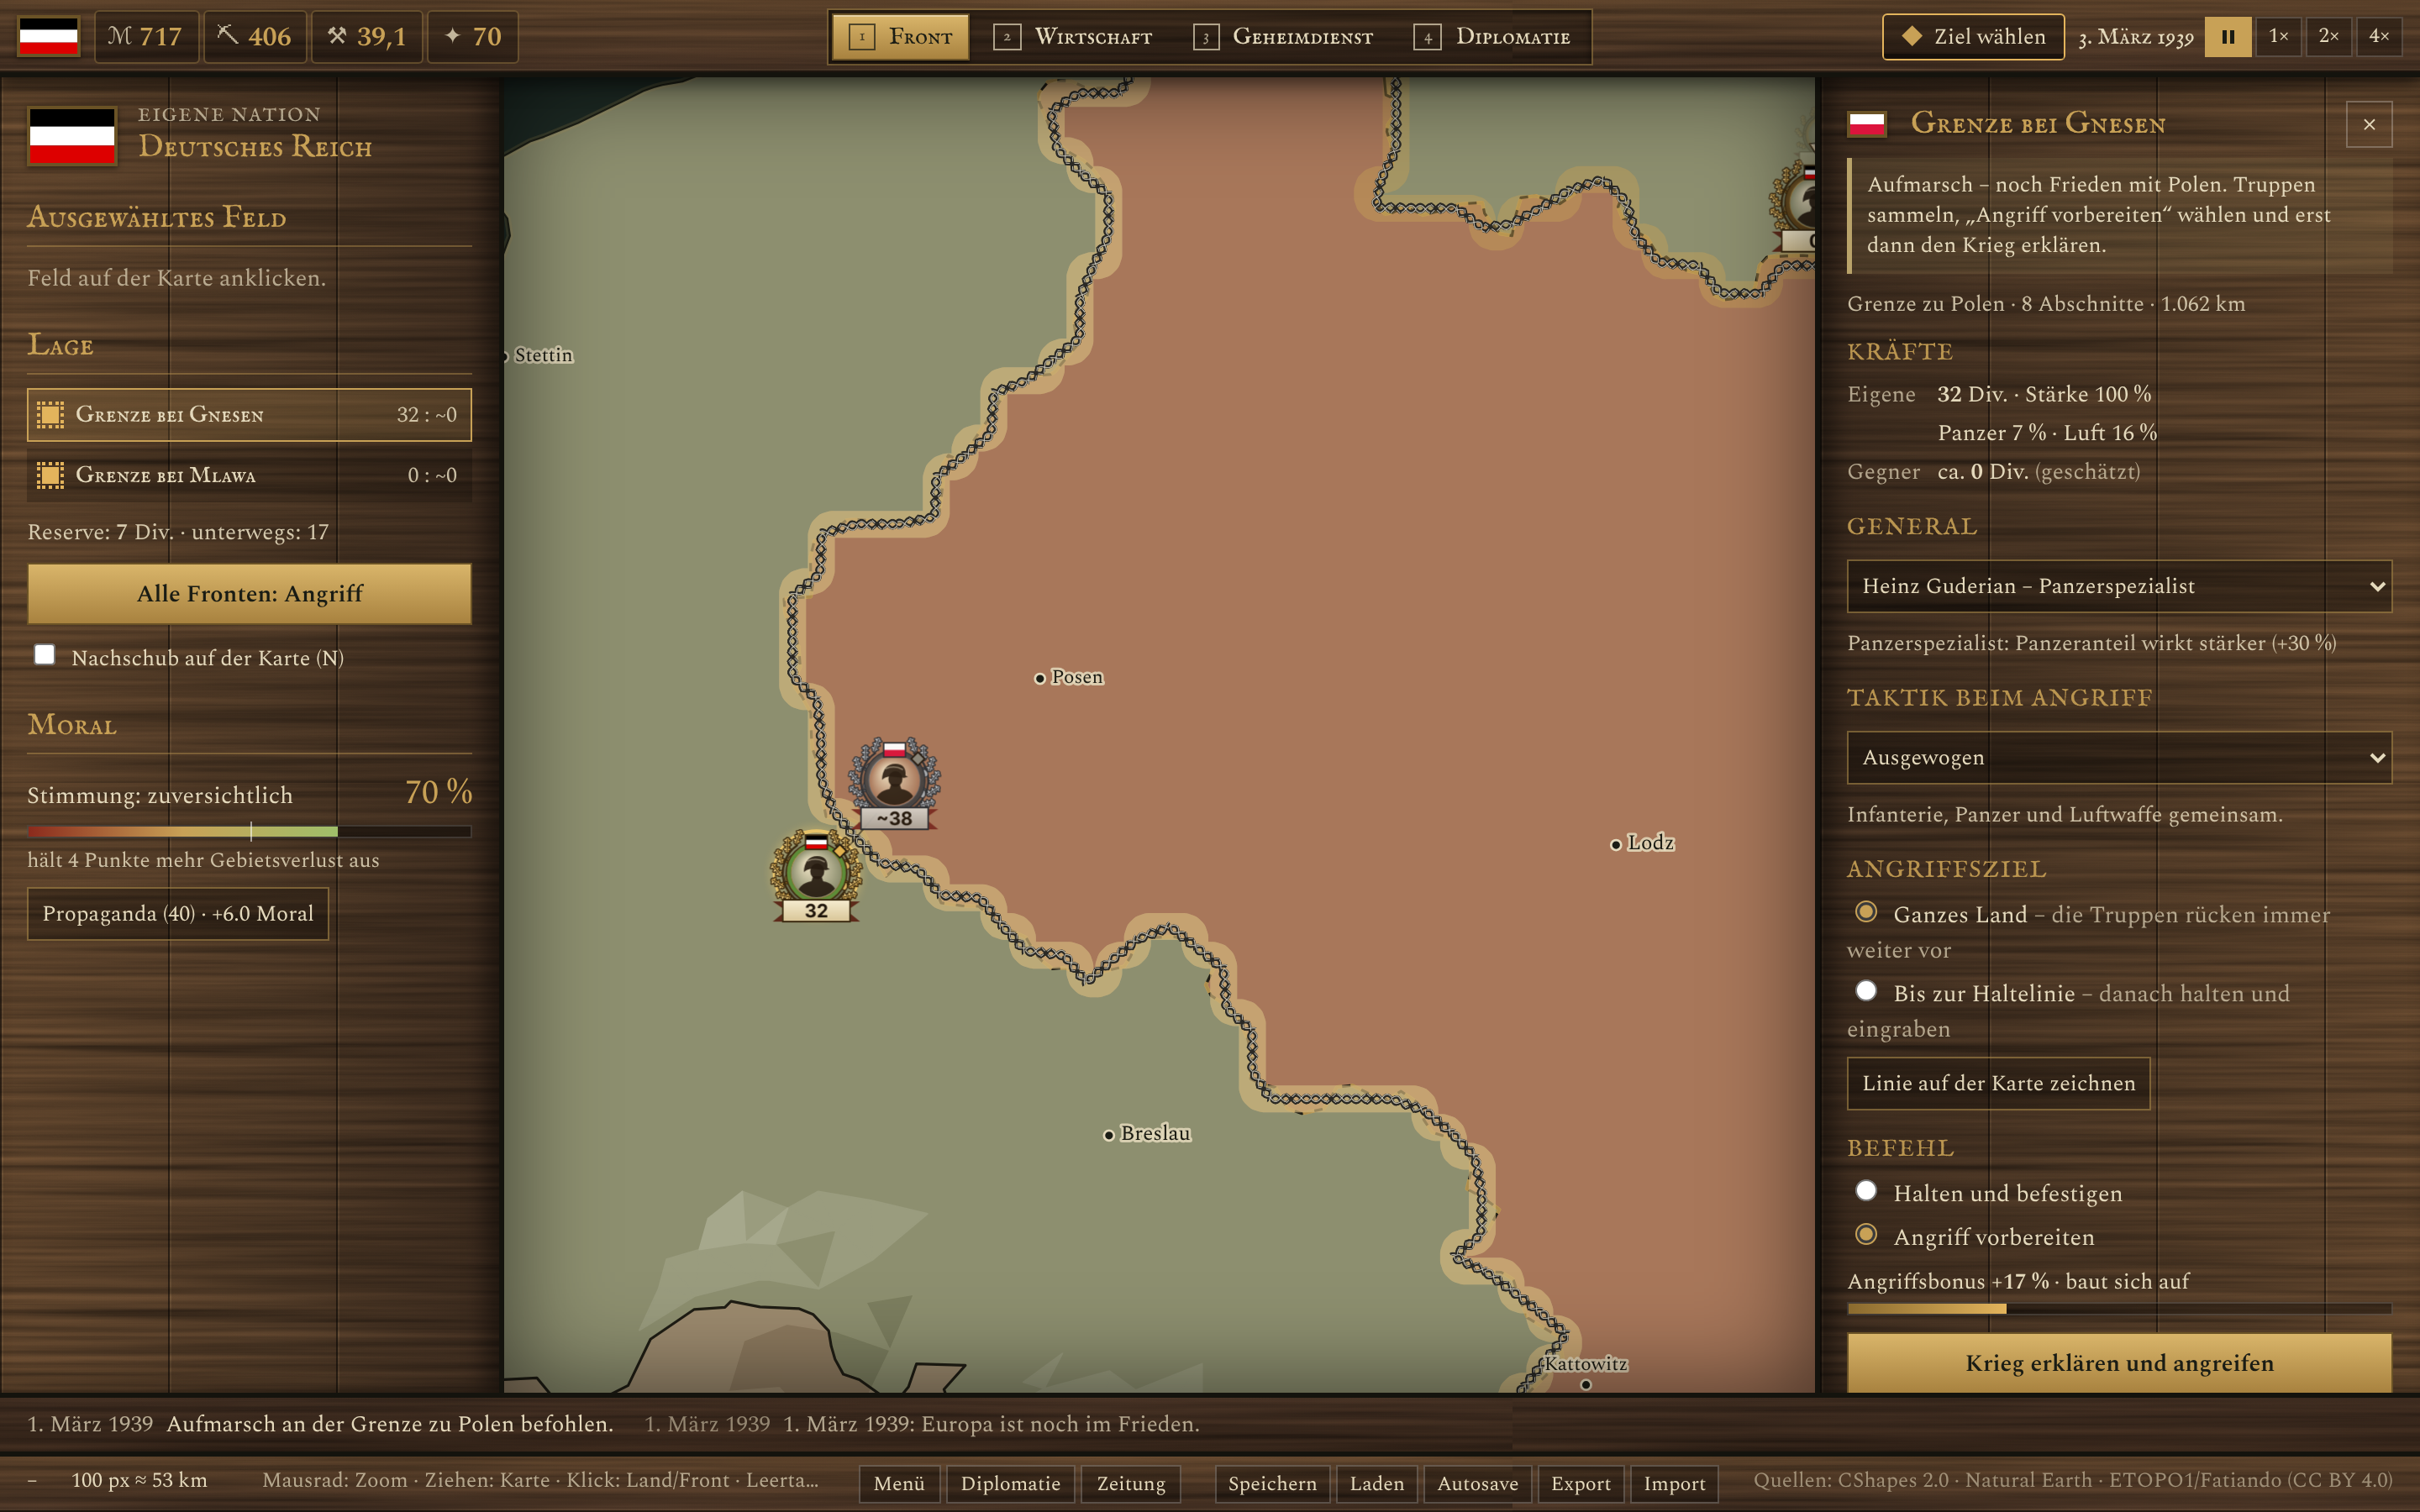 717
406
39,1
70
1 Front
2 Wirtschaft
3 Geheimdienst
4 Diplomatie
Ziel wählen
3. März 1939
1×
2×
4×
EIGENE NATION
Deutsches Reich
Ausgewähltes Feld
Feld auf der Karte anklicken.
Lage
Grenze bei Gnesen 32 : ~0
Grenze bei Mlawa 0 : ~0
Reserve: 7 Div. · unterwegs: 17
Alle Fronten: Angriff
Nachschub auf der Karte (N)
Moral
Stimmung: zuversichtlich 70 %
hält 4 Punkte mehr Gebietsverlust aus
Propaganda (40) · +6.0 Moral
Stettin
Posen
Lodz
~38
32
Breslau
Kattowitz
Grenze bei Gnesen
×
Aufmarsch – noch Frieden mit Polen. Truppen
sammeln, „Angriff vorbereiten“ wählen und erst
dann den Krieg erklären.
Grenze zu Polen · 8 Abschnitte · 1.062 km
KRÄFTE
Eigene 32 Div. · Stärke 100 %
Panzer 7 % · Luft 16 %
Gegner ca. 0 Div. (geschätzt)
GENERAL
Heinz Guderian – Panzerspezialist
Panzerspezialist: Panzeranteil wirkt stärker (+30 %)
TAKTIK BEIM ANGRIFF
Ausgewogen
Infanterie, Panzer und Luftwaffe gemeinsam.
ANGRIFFSZIEL
Ganzes Land – die Truppen rücken immer
weiter vor
Bis zur Haltelinie – danach halten und
eingraben
Linie auf der Karte zeichnen
BEFEHL
Halten und befestigen
Angriff vorbereiten
Angriffsbonus +17 % · baut sich auf
Krieg erklären und angreifen
1. März 1939 Aufmarsch an der Grenze zu Polen befohlen. 1. März 1939 1. März 1939: Europa ist noch im Frieden.
– 100 px ≈ 53 km
Mausrad: Zoom · Ziehen: Karte · Klick: Land/Front · Leerta...
Menü
Diplomatie
Zeitung
Speichern
Laden
Autosave
Export
Import
Quellen: CShapes 2.0 · Natural Earth · ETOPO1/Fatiando (CC BY 4.0)